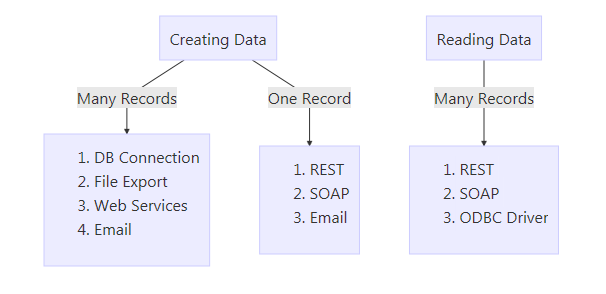 Creating Data
Reading Data
Many Records
One Record
Many Records
1. DB Connection
2. File Export
3. Web Services
4. Email
1. REST
2. SOAP
3. Email
1. REST
2. SOAP
3. ODBC Driver